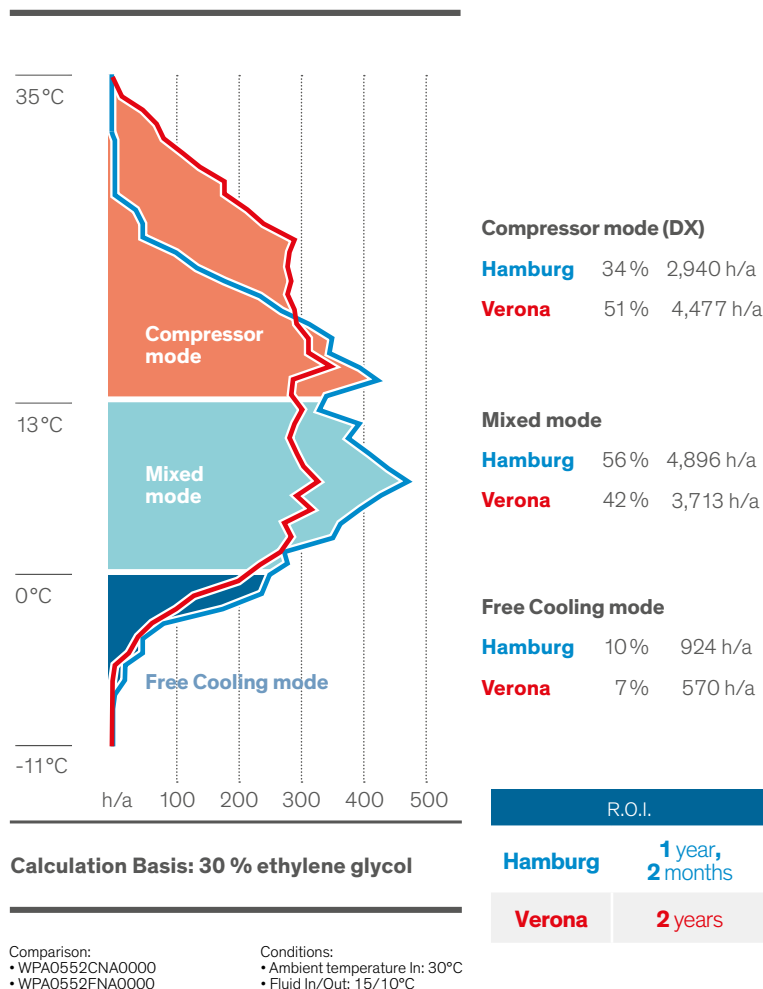 35 °C
Compressor
mode
13 °C
Mixed
mode
0 °C
Free Cooling mode
-11°C
h/a 100 200 300 400 500
Compressor mode (DX)
Hamburg 34 % 2,940 h/a
Verona 51 % 4,477 h/a
Mixed mode
Hamburg 56 % 4,896 h/a
Verona 42 % 3,713 h/a
Free Cooling mode
Hamburg 10 % 924 h/a
Verona 7 % 570 h/a
R.O.I.
Hamburg 1 year,
2 months
Verona 2 years
Calculation Basis: 30 % ethylene glycol
Comparison:
• WPA0552CNA0000
• WPA0552FNA0000
Conditions:
• Ambient temperature In: 30°C
• Fluid In/Out: 15/10°C